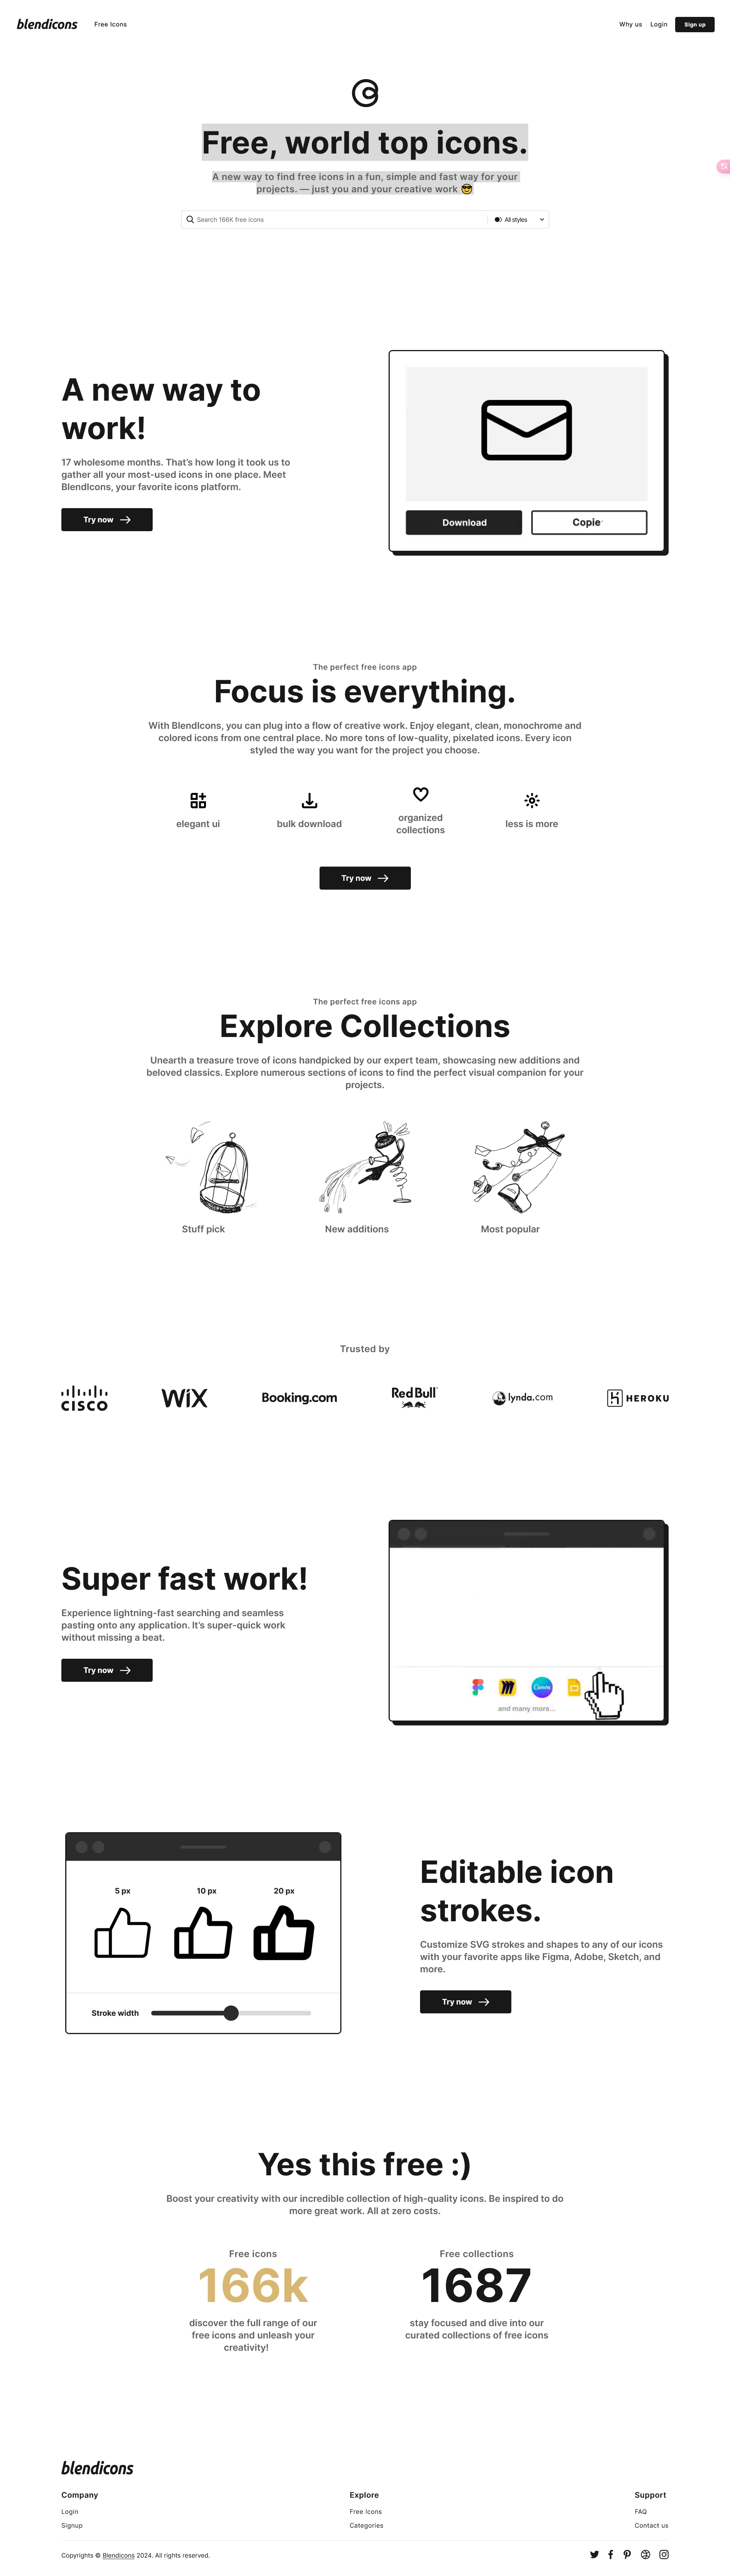 blendicons
Free Icons
Why us
Login
Sign up
Free, world top icons.
A new way to find free icons in a fun, simple and fast way for your
projects. — just you and your creative work 😎
Search 166K free icons
All styles
A new way to
work!
17 wholesome months. That's how long it took us to
gather all your most-used icons in one place. Meet
BlendIcons, your favorite icons platform.
Try now
Download
Copie
The perfect free icons app
Focus is everything.
With BlendIcons, you can plug into a flow of creative work. Enjoy elegant, clean, monochrome and
colored icons from one central place. No more tons of low-quality, pixelated icons. Every icon
styled the way you want for the project you choose.
elegant ui
bulk download
organized
collections
less is more
Try now
The perfect free icons app
Explore Collections
Unearth a treasure trove of icons handpicked by our expert team, showcasing new additions and
beloved classics. Explore numerous sections of icons to find the perfect visual companion for your
projects.
Stuff pick
New additions
Most popular
Trusted by
CISCO
WiX
Booking.com
Red Bull
lynda.com
HEROKU
Super fast work!
Experience lightning-fast searching and seamless
pasting onto any application. It's super-quick work
without missing a beat.
Try now
Canva
and many more...
5 px
10 px
20 px
Stroke width
Editable icon
strokes.
Customize SVG strokes and shapes to any of our icons
with your favorite apps like Figma, Adobe, Sketch, and
more.
Try now
Yes this free :)
Boost your creativity with our incredible collection of high-quality icons. Be inspired to do
more great work. All at zero costs.
Free icons
166k
discover the full range of our
free icons and unleash your
creativity!
Free collections
1687
stay focused and dive into our
curated collections of free icons
blendicons
Company
Login
Signup
Explore
Free Icons
Categories
Support
FAQ
Contact us
Copyrights © Blendicons 2024. All rights reserved.